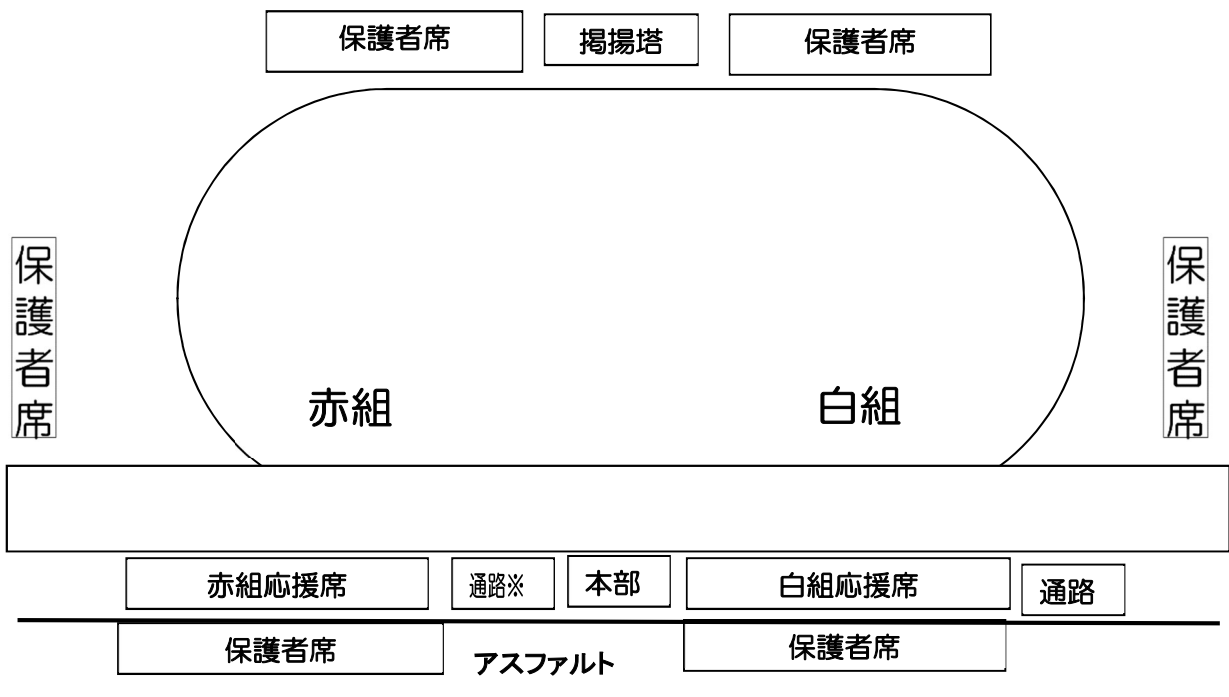 保護者席
掲揚塔
保護者席
保護者席
保護者席
赤組
白組
赤組応援席
通路※
本部
白組応援席
通路
保護者席
アスファルト
保護者席